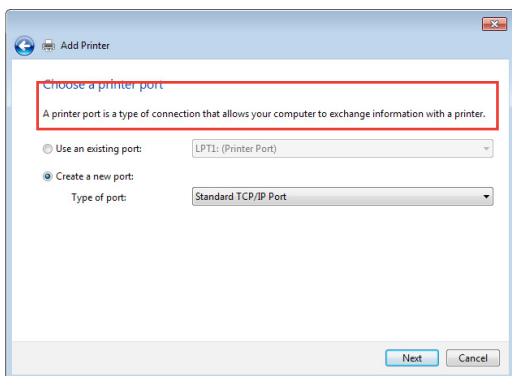 Add Printer
Choose a printer port
A printer port is a type of connection that allows your computer to exchange information with a printer.
Use an existing port: LPT1: (Printer Port)
Create a new port:
Type of port: Standard TCP/IP Port
Next Cancel